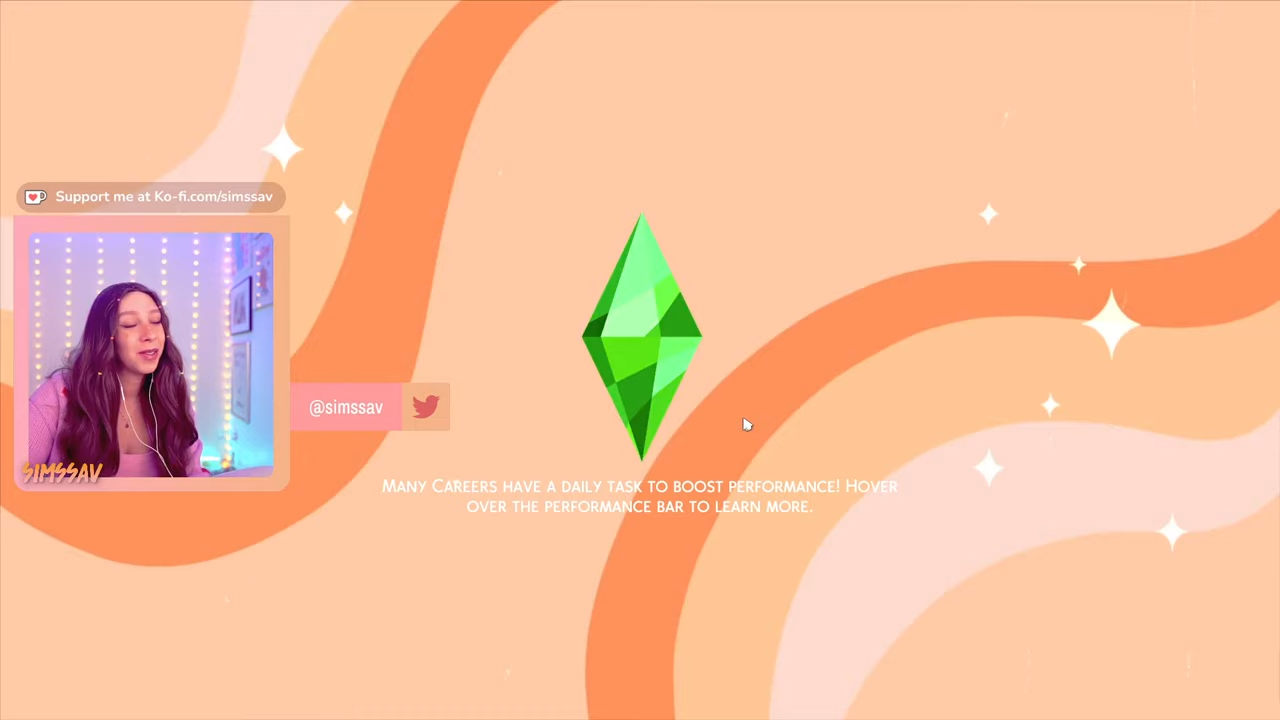 Support me at Ko-fi.com/simssav
@simssav
SIMSSAV
MANY CAREERS HAVE A DAILY TASK TO BOOST PERFORMANCE! HOVER
OVER THE PERFORMANCE BAR TO LEARN MORE.